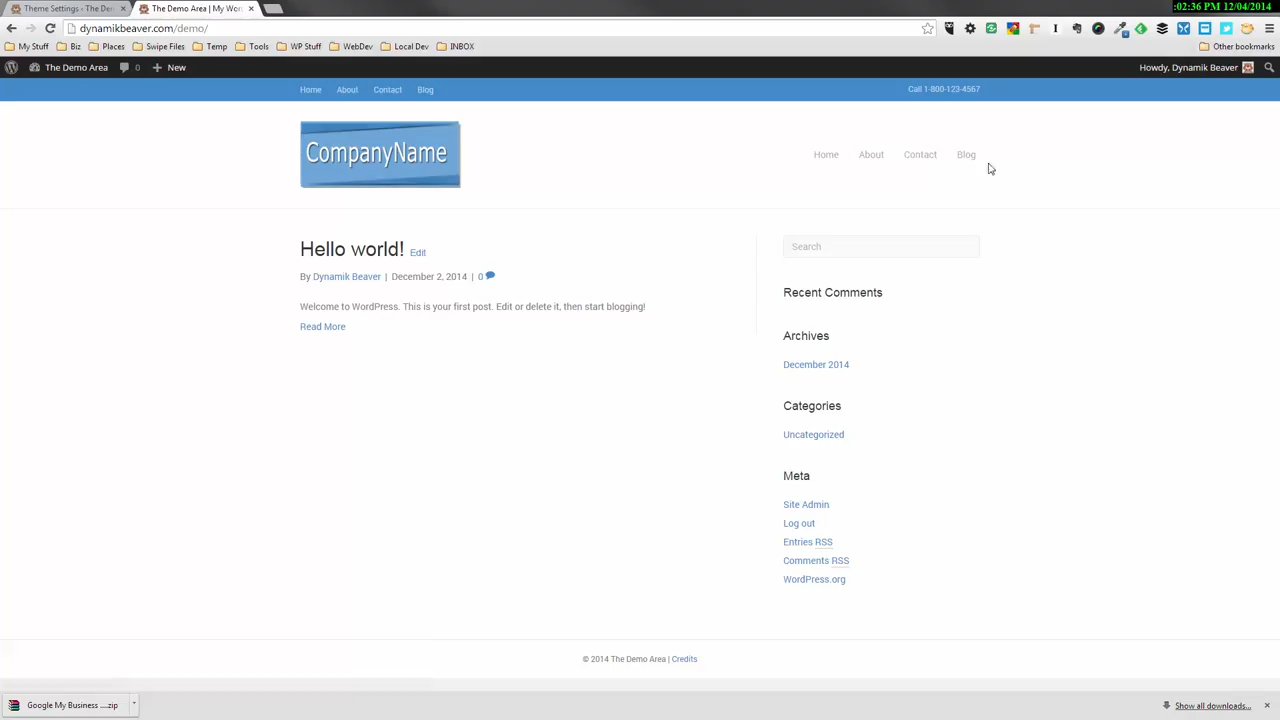 Theme Settings ‹ The De
The Demo Area | My Wor
:02:36 PM 12/04/2014
dynamikbeaver.com/demo/
My Stuff
Biz
Places
Swipe Files
Temp
Tools
WP Stuff
WebDev
Local Dev
INBOX
Other bookmarks
The Demo Area
0
New
Howdy, Dynamik Beaver
Home
About
Contact
Blog
Call 1-800-123-4567
CompanyName
Home
About
Contact
Blog
Hello world! Edit
By Dynamik Beaver | December 2, 2014 | 0
Welcome to WordPress. This is your first post. Edit or delete it, then start blogging!
Read More
Search
Recent Comments
Archives
December 2014
Categories
Uncategorized
Meta
Site Admin
Log out
Entries RSS
Comments RSS
WordPress.org
© 2014 The Demo Area | Credits
Google My Business ....zip
Show all downloads...